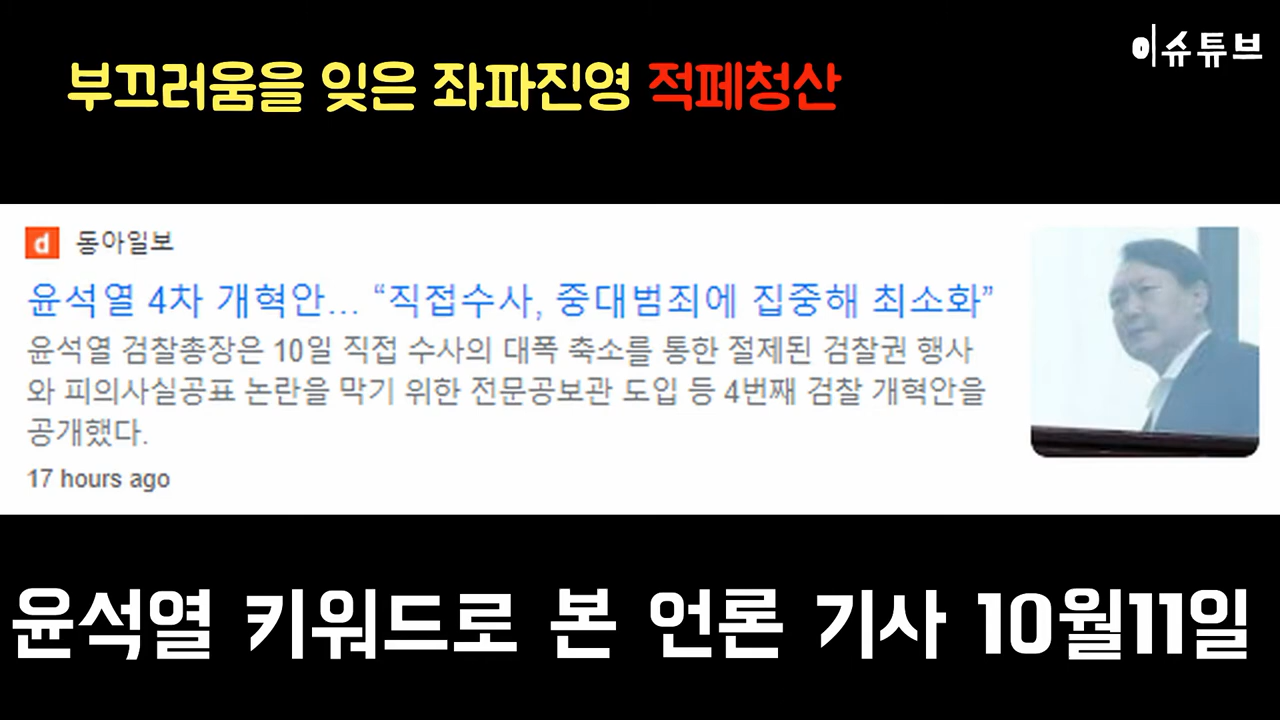 이슈튜브
부끄러움을 잊은 좌파진영 적폐청산
d 동아일보
윤석열 4차 개혁안... “직접수사, 중대범죄에 집중해 최소화”
윤석열 검찰총장은 10일 직접 수사의 대폭 축소를 통한 절제된 검찰권 행사
와 피의사실공표 논란을 막기 위한 전문공보관 도입 등 4번째 검찰 개혁안을
공개했다.
17 hours ago
윤석열 키워드로 본 언론 기사 10월11일